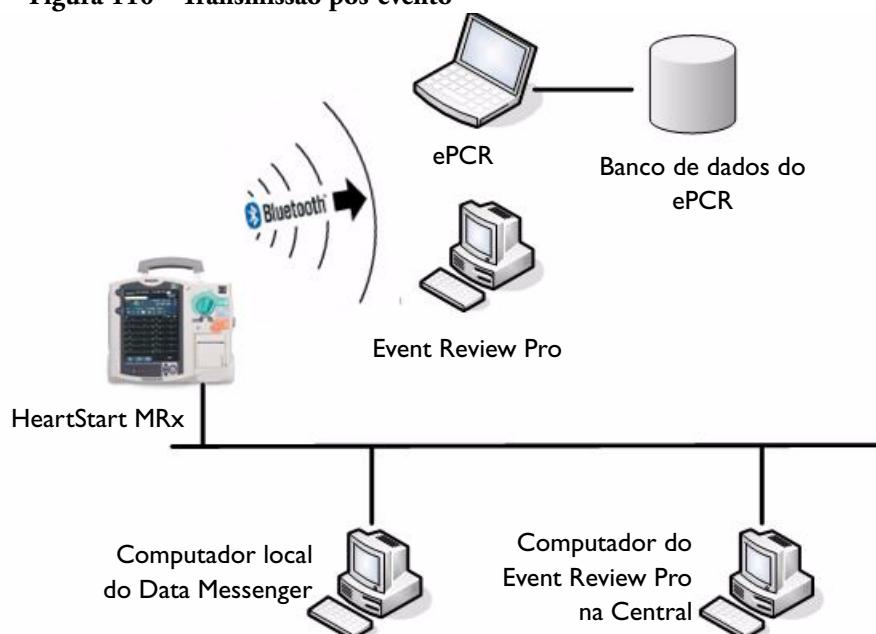 Figura 110 Transmissão pós-evento
ePCR
Banco de dados do
ePCR
Bluetooth
Event Review Pro
HeartStart MRx
Computador local
do Data Messenger
Computador do
Event Review Pro
na Central